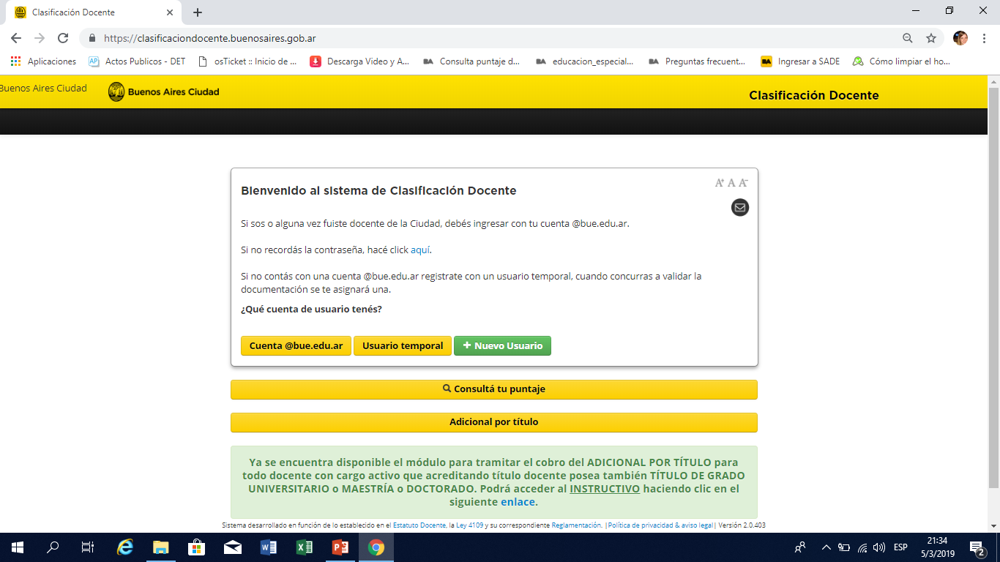 Clasificación Docente
https://clasificaciondocente.buenosaires.gob.ar
Aplicaciones
Actos Publicos - DET
osTicket :: Inicio de ...
Descarga Video y A...
Consulta puntaje d...
educacion_especial...
Preguntas frecuent...
Ingresar a SADE
Cómo limpiar el ho...
Buenos Aires Ciudad
Buenos Aires Ciudad
Clasificación Docente
A+ A A-
Bienvenido al sistema de Clasificación Docente
Si sos o alguna vez fuiste docente de la Ciudad, debés ingresar con tu cuenta @bue.edu.ar.
Si no recordás la contraseña, hacé click aquí.
Si no contás con una cuenta @bue.edu.ar registrate con un usuario temporal, cuando concurras a validar la
documentación se te asignará una.
¿Qué cuenta de usuario tenés?
Cuenta @bue.edu.ar
Usuario temporal
+ Nuevo Usuario
Consultá tu puntaje
Adicional por título
Ya se encuentra disponible el módulo para tramitar el cobro del ADICIONAL POR TÍTULO para
todo docente con cargo activo que acreditando título docente posea también TÍTULO DE GRADO
UNIVERSITARIO o MAESTRÍA o DOCTORADO. Podrá acceder al INSTRUCTIVO haciendo clic en el
siguiente enlace.
Sistema desarrollado en función de lo establecido en el Estatuto Docente, la Ley 4109 y su correspondiente Reglamentación. |Política de privacidad & aviso legal| Versión 2.0.403
ESP
21:34
5/3/2019
2